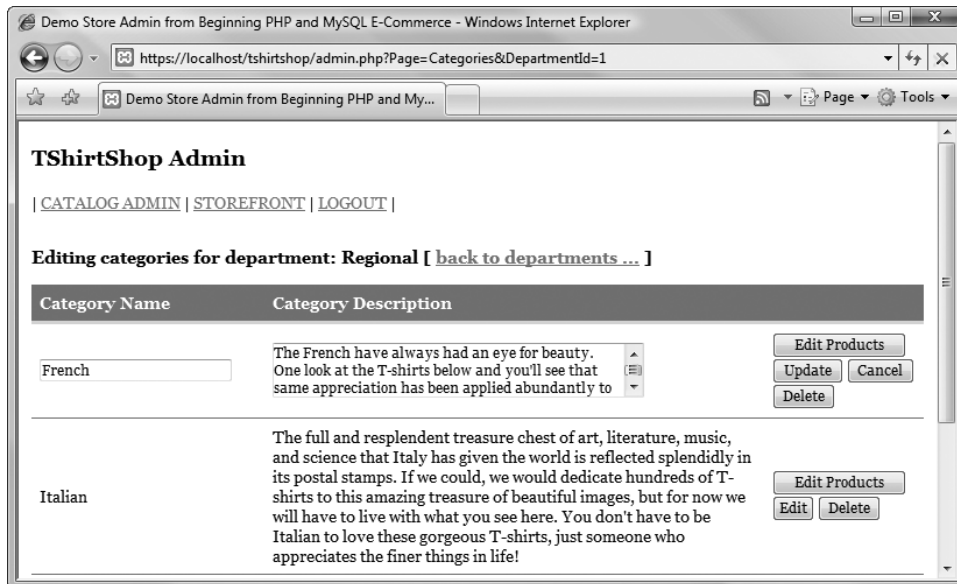 Demo Store Admin from Beginning PHP and MySQL E-Commerce - Windows Internet Explorer
https://localhost/tshirtshop/admin.php?Page=Categories&DepartmentId=1
Demo Store Admin from Beginning PHP and My...
Page
Tools
TShirtShop Admin
| CATALOG ADMIN | STOREFRONT | LOGOUT |
Editing categories for department: Regional [ back to departments ... ]
Category Name Category Description
French
The French have always had an eye for beauty.
One look at the T-shirts below and you'll see that
same appreciation has been applied abundantly to
Edit Products
Update Cancel
Delete
Italian
The full and resplendent treasure chest of art, literature, music,
and science that Italy has given the world is reflected splendidly in
its postal stamps. If we could, we would dedicate hundreds of T-
shirts to this amazing treasure of beautiful images, but for now we
will have to live with what you see here. You don't have to be
Italian to love these gorgeous T-shirts, just someone who
appreciates the finer things in life!
Edit Products
Edit Delete